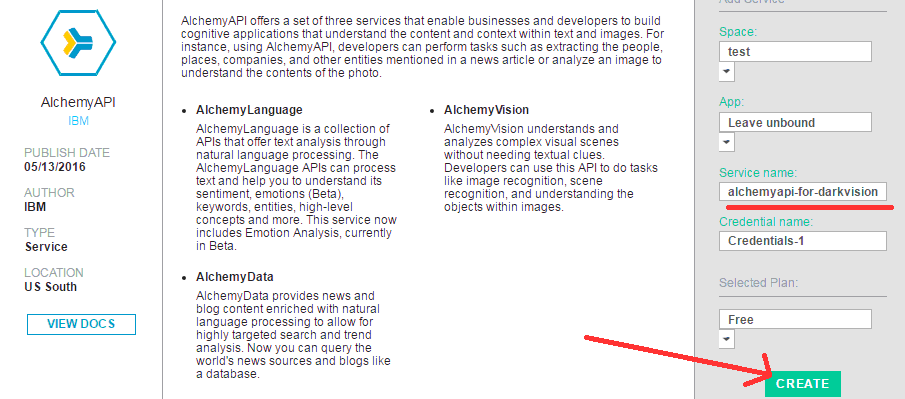 AlchemyAPI
IBM
PUBLISH DATE
05/13/2016
AUTHOR
IBM
TYPE
Service
LOCATION
US South
VIEW DOCS
AlchemyAPI offers a set of three services that enable businesses and developers to build
cognitive applications that understand the content and context within text and images. For
instance, using AlchemyAPI, developers can perform tasks such as extracting the people,
places, companies, and other entities mentioned in a news article or analyze an image to
understand the contents of the photo.
AlchemyLanguage
AlchemyLanguage is a collection of
APIs that offer text analysis through
natural language processing. The
AlchemyLanguage APIs can process
text and help you to understand its
sentiment, emotions (Beta),
keywords, entities, high-level
concepts and more. This service now
includes Emotion Analysis, currently
in Beta.
AlchemyVision
AlchemyVision understands and
analyzes complex visual scenes
without needing textual clues.
Developers can use this API to do tasks
like image recognition, scene
recognition, and understanding the
objects within images.
AlchemyData
AlchemyData provides news and
blog content enriched with natural
language processing to allow for
highly targeted search and trend
analysis. Now you can query the
world's news sources and blogs like
a database.
Add Service
Space:
test
App:
Leave unbound
Service name:
alchemyapi-for-darkvision
Credential name:
Credentials-1
Selected Plan:
Free
CREATE